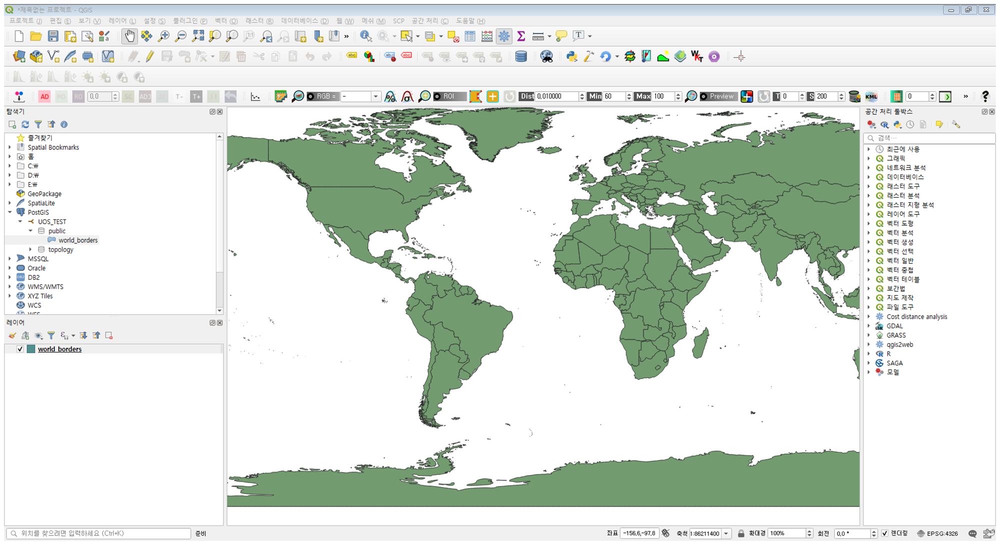 *제목없는 프로젝트 - QGIS
프로젝트 (J) 편집 (E) 보기 (V) 레이어 (L) 설정 (S) 플러그인 (P) 벡터 (O) 래스터 (R) 데이터베이스 (D) 웹 (W) 메쉬 (M) SCP 공간 처리 (C) 도움말 (H)
AD MO RO 0,0 SC ADJ T- T+ RGB = - ROI Dist 0,010000 Min 60 Max 100 Preview T 0 S 200 KML 0 » ?
탐색기
즐겨찾기
Spatial Bookmarks
홈
C:₩
D:₩
E:₩
GeoPackage
SpatiaLite
PostGIS
UOS_TEST
public
world_borders
topology
MSSQL
Oracle
DB2
WMS/WMTS
XYZ Tiles
WCS
WFS
레이어
world_borders
공간 처리 툴박스
검색…
최근에 사용
그래픽
네트워크 분석
데이터베이스
래스터 도구
래스터 분석
래스터 지형 분석
레이어 도구
벡터 도형
벡터 분석
벡터 생성
벡터 선택
벡터 일반
벡터 중첩
벡터 테이블
보간법
지도 제작
파일 도구
Cost distance analysis
GDAL
GRASS
qgis2web
R
SAGA
모델
위치를 찾으려면 입력하세요 (Ctrl+K) 준비 좌표 -156,6,-97,8 축척 1:86211400 확대경 100% 회전 0,0 ° 렌더링 EPSG:4326